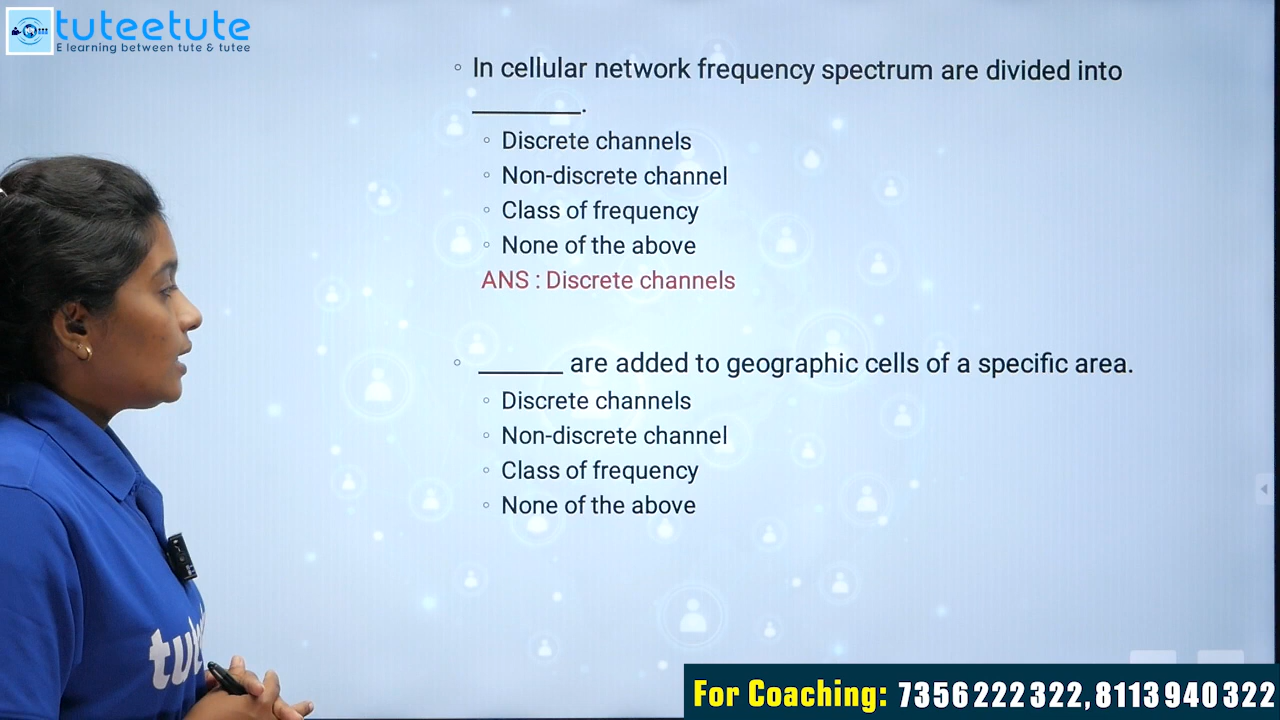 tuteetute
E learning between tute & tutee
In cellular network frequency spectrum are divided into
________.
Discrete channels
Non-discrete channel
Class of frequency
None of the above
ANS : Discrete channels
______ are added to geographic cells of a specific area.
Discrete channels
Non-discrete channel
Class of frequency
None of the above
For Coaching: 7356222322, 8113940322